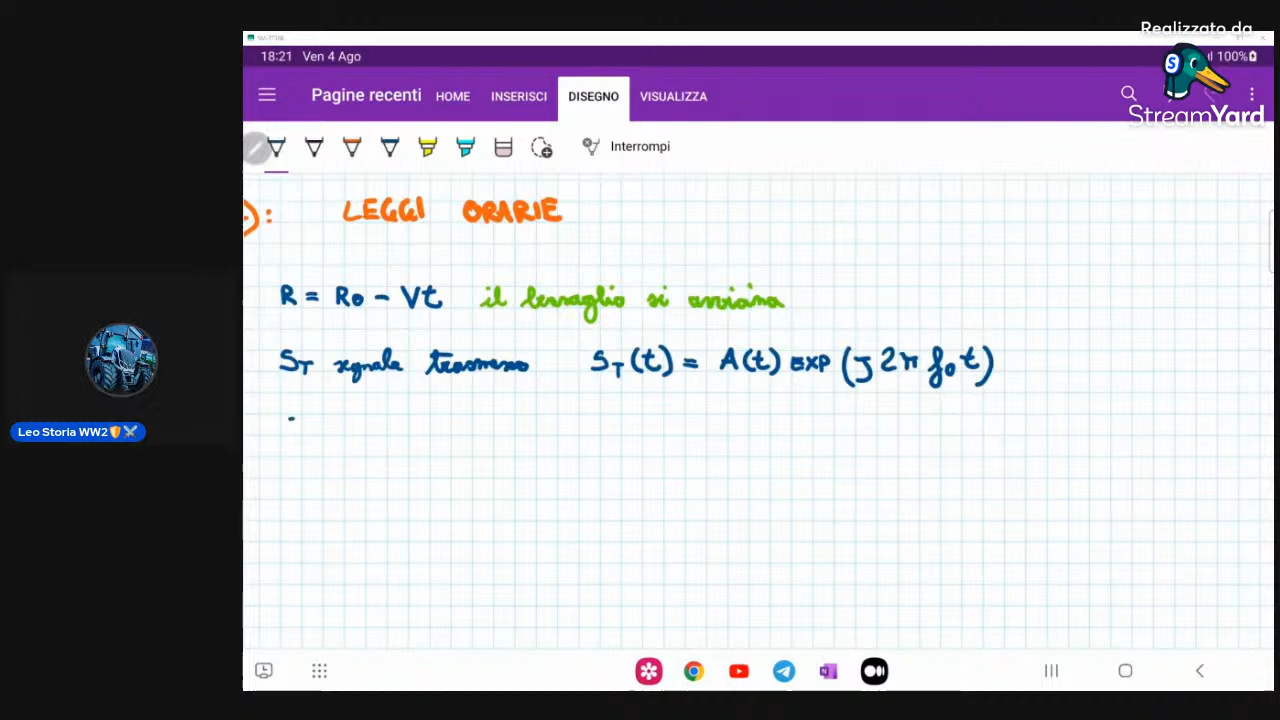 Realizzato da
StreamYard
18:21 Ven 4 Ago
100%
Pagine recenti HOME INSERISCI DISEGNO VISUALIZZA
Interrompi
): LEGGI ORARIE
R = Ro - Vt il bersaglio si avvicina
ST segnale trasmesso ST(t) = A(t) EXP (J 2π f0 t)
Leo Storia WW2🛡️⚔️